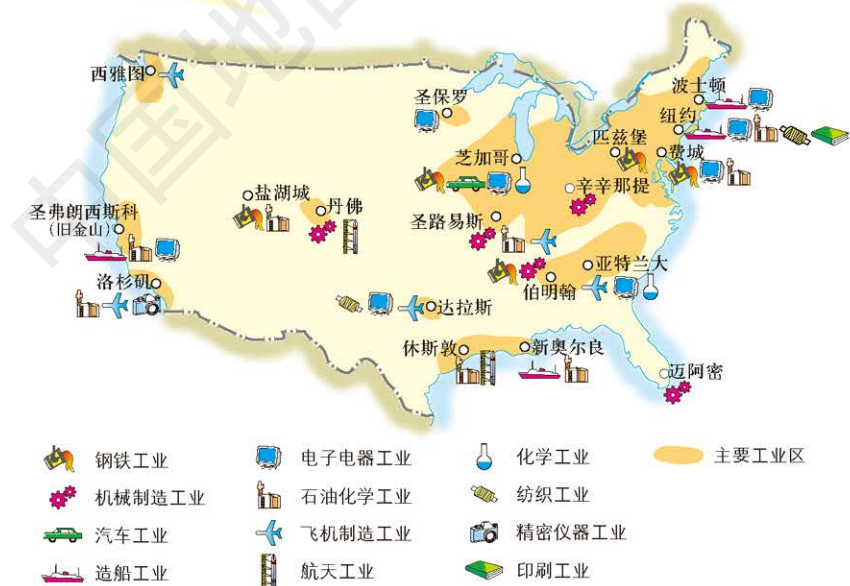 中国地
西雅图
圣保罗
波士顿
纽约
匹兹堡
费城
芝加哥
辛辛那提
盐湖城
丹佛
圣路易斯
圣弗朗西斯科
(旧金山)
亚特兰大
伯明翰
洛杉矶
达拉斯
休斯敦
新奥尔良
迈阿密
钢铁工业
电子电器工业
化学工业
主要工业区
机械制造工业
石油化学工业
纺织工业
汽车工业
飞机制造工业
精密仪器工业
造船工业
航天工业
印刷工业